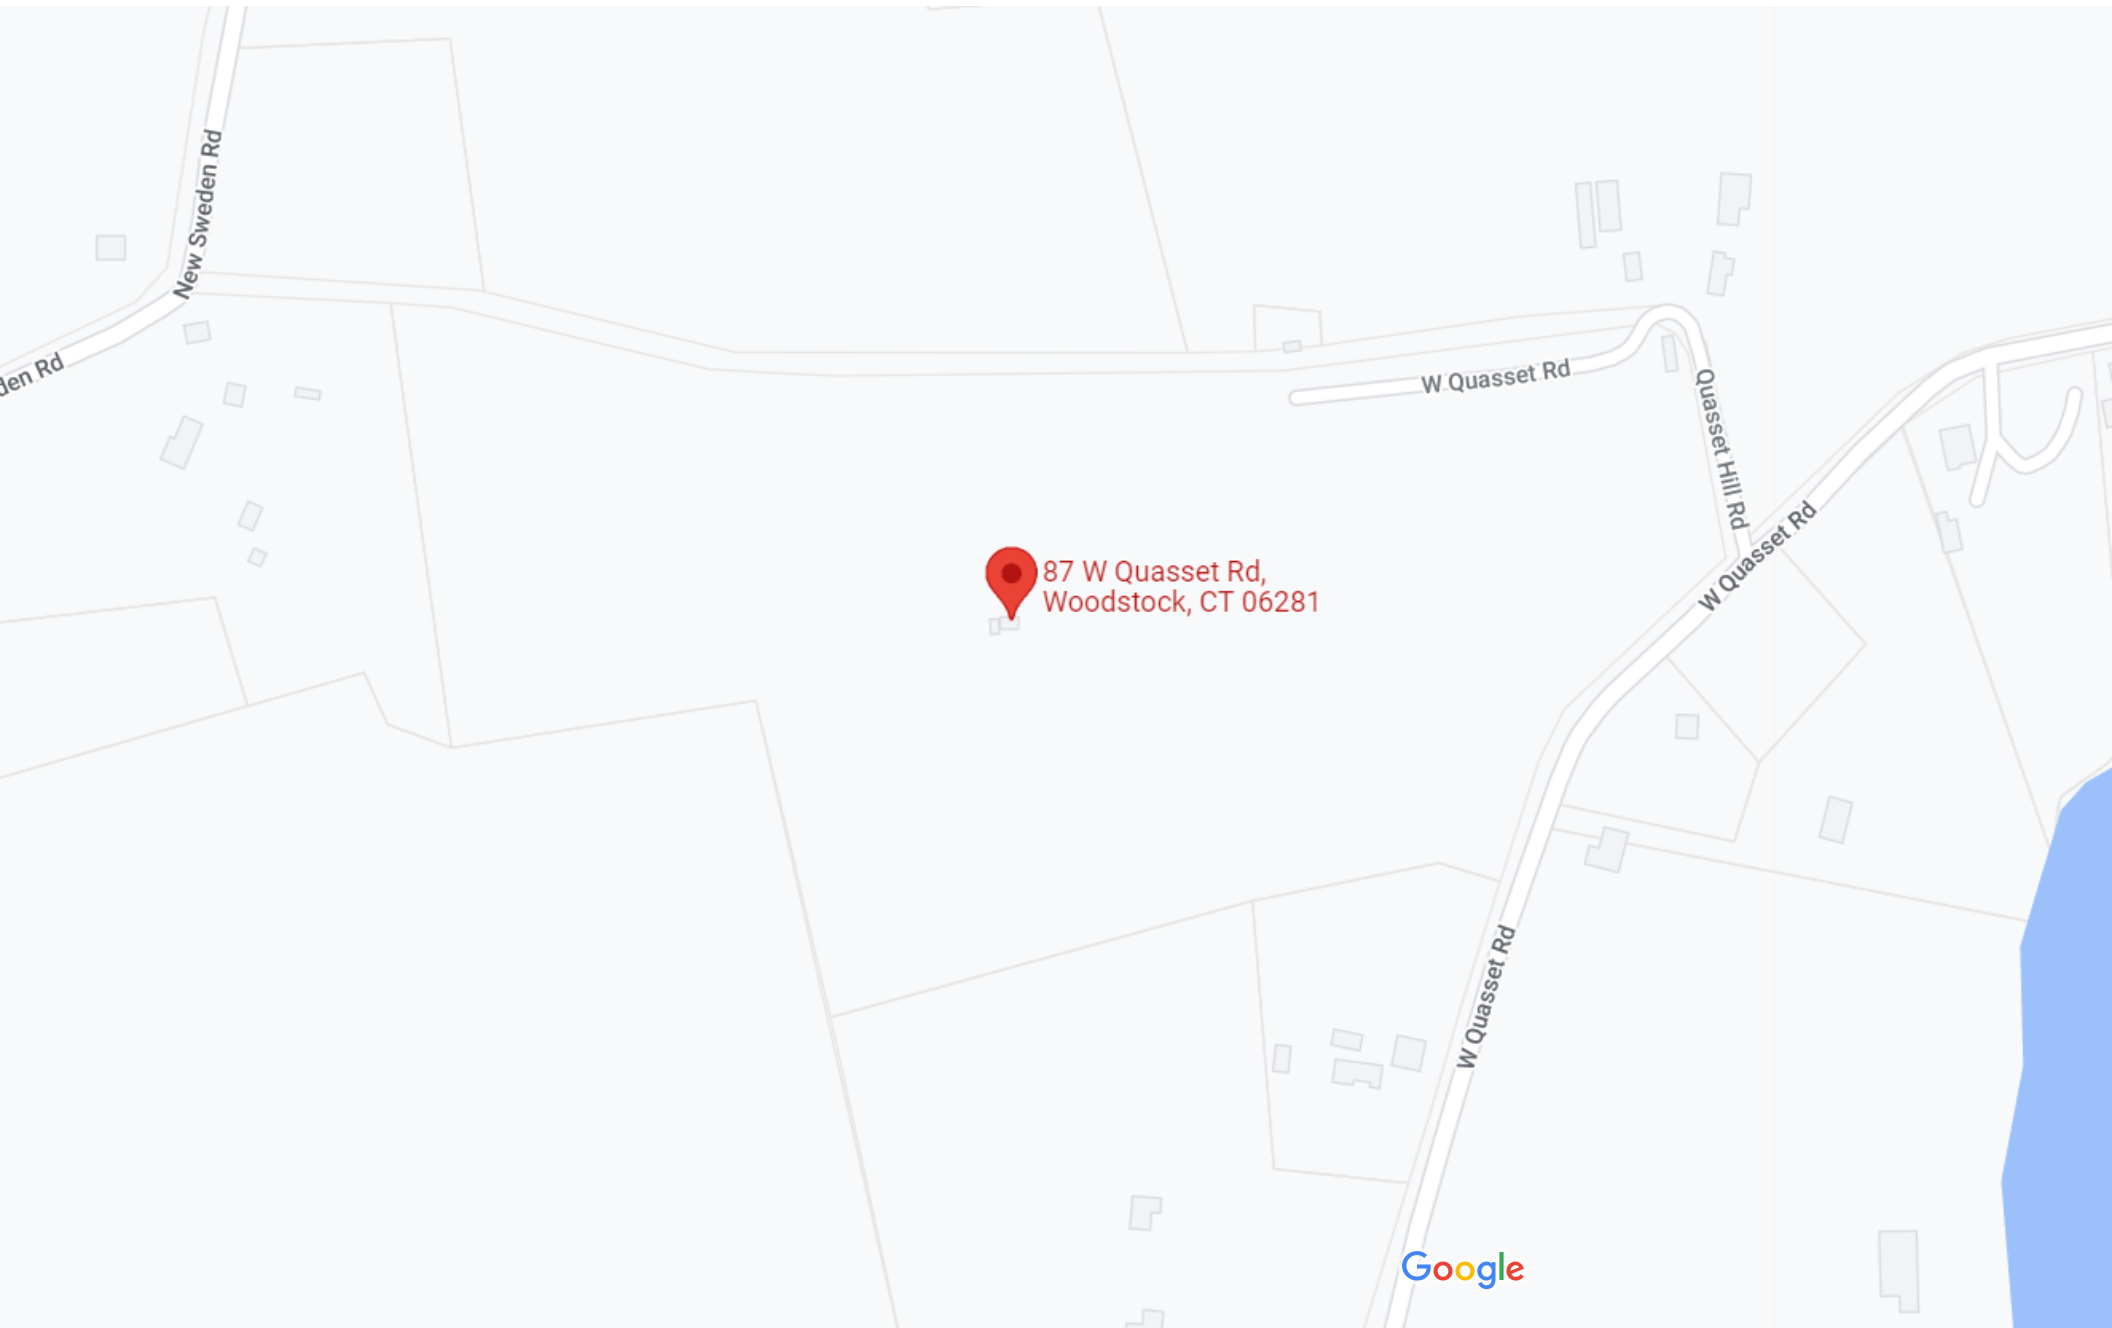 New Sweden Rd
den Rd
W Quasset Rd
Quasset Hill Rd
W Quasset Rd
87 W Quasset Rd,
Woodstock, CT 06281
W Quasset Rd
Google